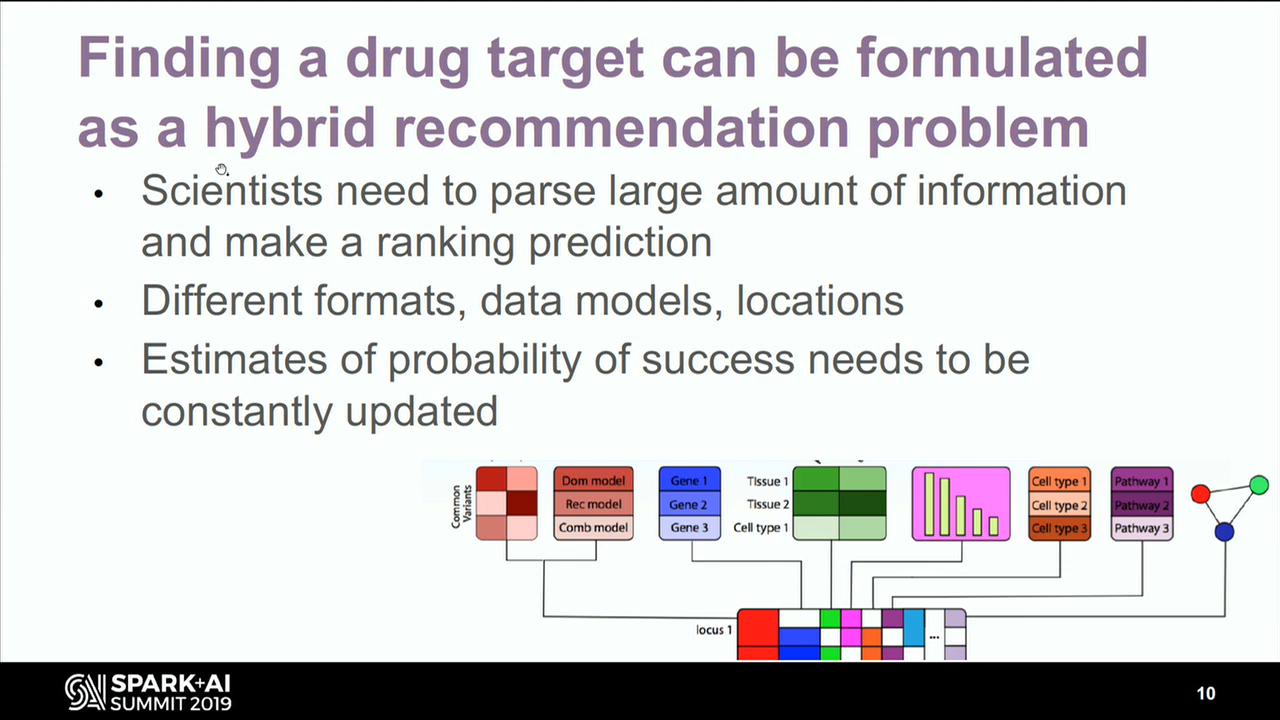 Finding a drug target can be formulated
as a hybrid recommendation problem
• Scientists need to parse large amount of information
and make a ranking prediction
• Different formats, data models, locations
• Estimates of probability of success needs to be
constantly updated
Common
Variants
Dom model
Rec model
Comb model
Gene 1
Gene 2
Gene 3
Tissue 1
Tissue 2
Cell type 1
Cell type 1
Cell type 2
Cell type 3
Pathway 1
Pathway 2
Pathway 3
locus 1
...
SPARK+AI
SUMMIT 2019
10